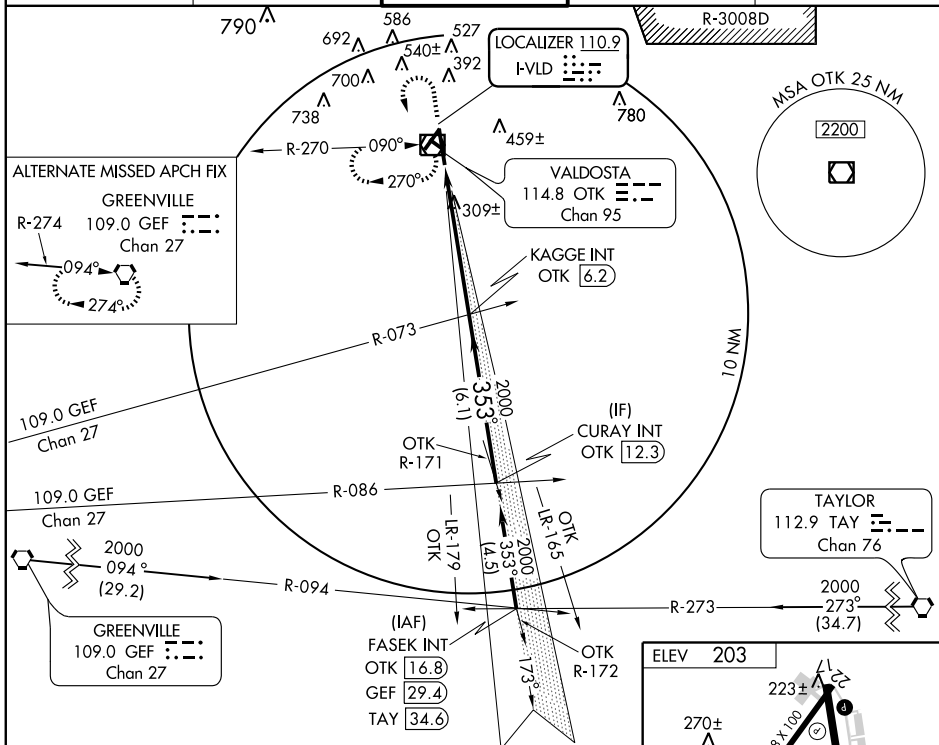 790
692
586
527
540±
700
392
738
LOCALIZER 110.9
I-VLD
R-3008D
780
459±
MSA OTK 25 NM
2200
R-270
090°
270°
VALDOSTA
114.8 OTK
Chan 95
309±
ALTERNATE MISSED APCH FIX
GREENVILLE
109.0 GEF
Chan 27
R-274
094°
274°
KAGGE INT
OTK 6.2
R-073
10 NM
109.0 GEF
Chan 27
2000
353°
(6.1)
(IF)
CURAY INT
OTK 12.3
OTK
R-171
R-086
109.0 GEF
Chan 27
LR-179
OTK
2000
353°
(4.5)
OTK
LR-165
TAYLOR
112.9 TAY
Chan 76
2000
094°
(29.2)
R-094
R-273
2000
273°
(34.7)
GREENVILLE
109.0 GEF
Chan 27
(IAF)
FASEK INT
OTK 16.8
GEF 29.4
TAY 34.6
173°
OTK
R-172
ELEV 203
223±
217
22
P
P
270±
8 X 100